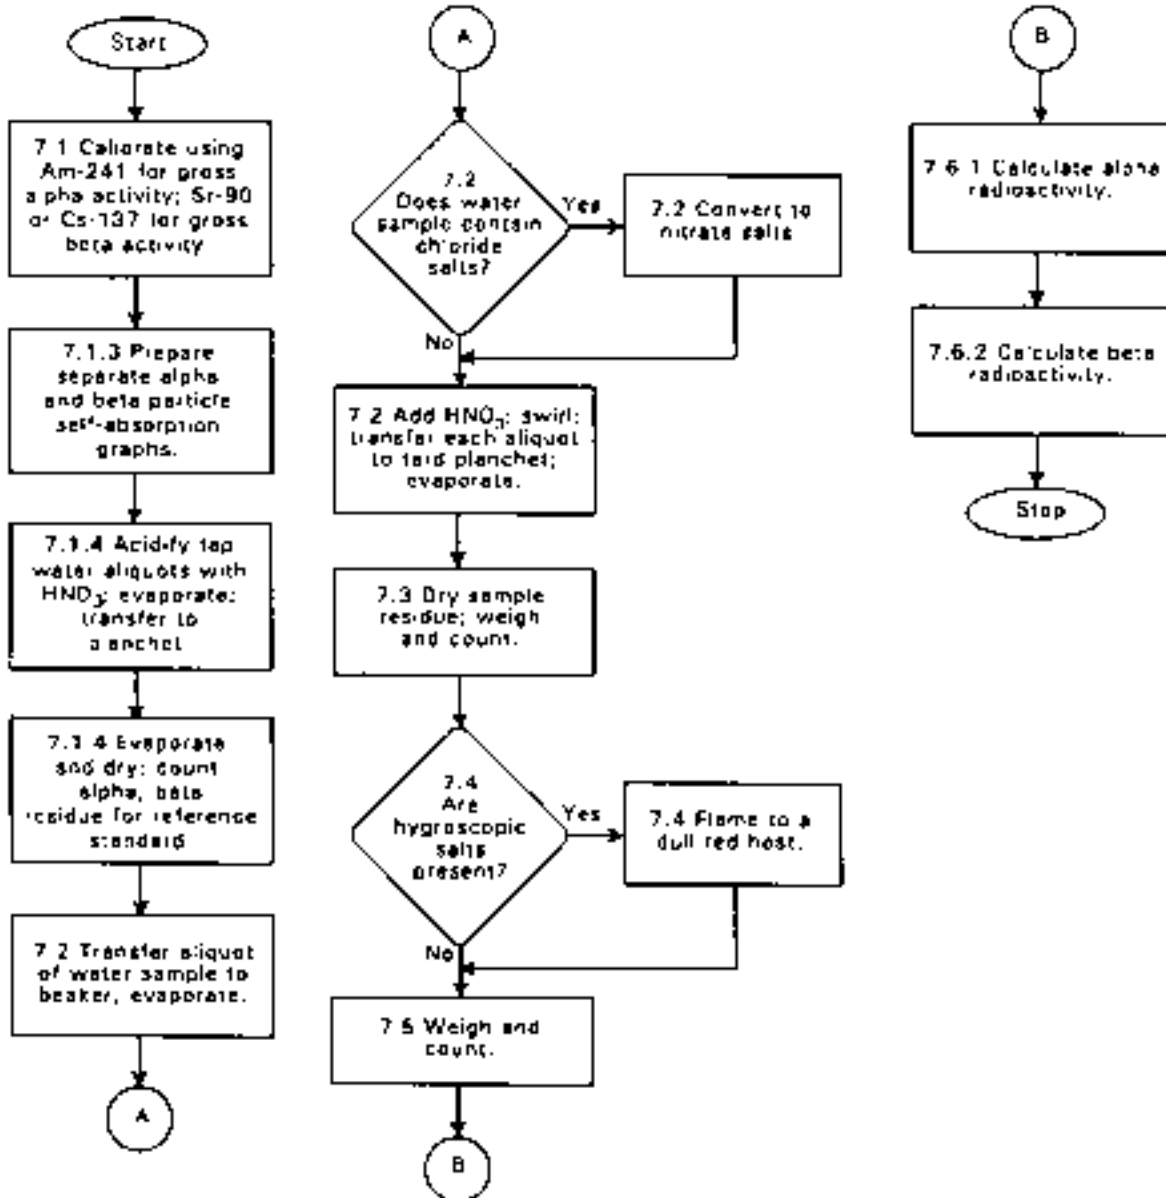 Start
7.1 Calibrate using
Am-241 for gross
alpha activity; Sr-90
or Cs-137 for gross
beta activity
7.1.3 Prepare
separate alpha
and beta particle
self-absorption
graphs.
7.1.4 Acidify tap
water aliquots with
HNO3; evaporate;
transfer to
planchet
7.1.4 Evaporate
and dry; count
alpha, beta
residue for reference
standard
7.2 Transfer aliquot
of water sample to
beaker, evaporate.
A
A
7.2
Does water
sample contain
chloride
salts?
Yes
7.2 Convert to
nitrate salts
No
7.2 Add HNO3; swirl;
transfer each aliquot
to tard planchet;
evaporate.
7.3 Dry sample
residue; weigh
and count.
7.4
Are
hygroscopic
salts
present?
Yes
7.4 Flame to a
dull red host.
No
7.5 Weigh and
count.
B
B
7.6.1 Calculate alpha
radioactivity.
7.6.2 Calculate beta
radioactivity.
Stop